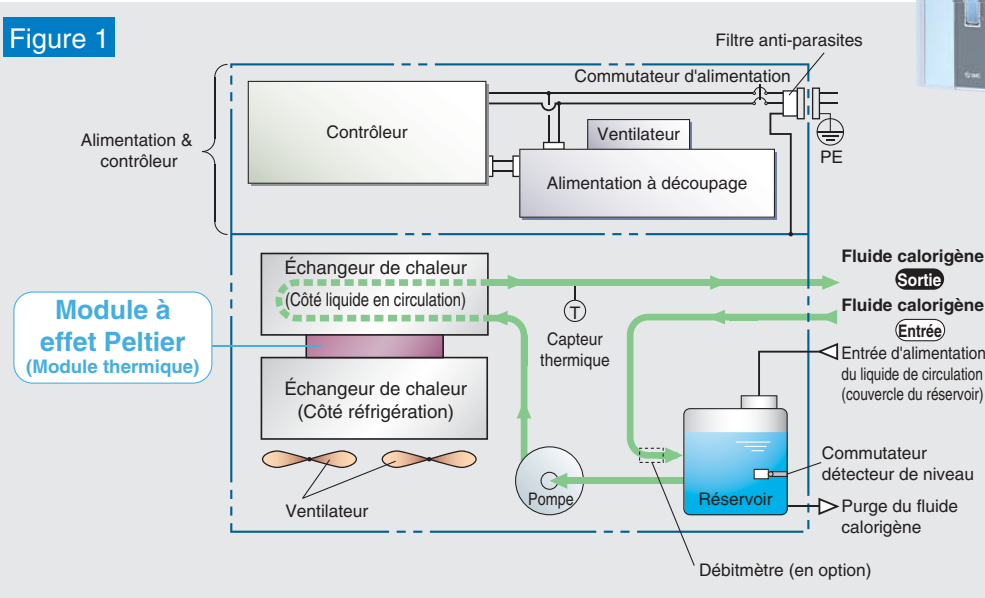 Figure 1
Filtre anti-parasites
Commutateur d'alimentation
Alimentation &
contrôleur
Contrôleur
Ventilateur
Alimentation à découpage
PE
Échangeur de chaleur
(Côté liquide en circulation)
Module à
effet Peltier
(Module thermique)
Échangeur de chaleur
(Côté réfrigération)
Ventilateur
T
Capteur
thermique
Pompe
Fluide calorigène
Sortie
Fluide calorigène
Entrée
Entrée d'alimentation
du liquide de circulation
(couvercle du réservoir)
Commutateur
détecteur de niveau
Réservoir
Purge du fluide
calorigène
Débitmètre (en option)